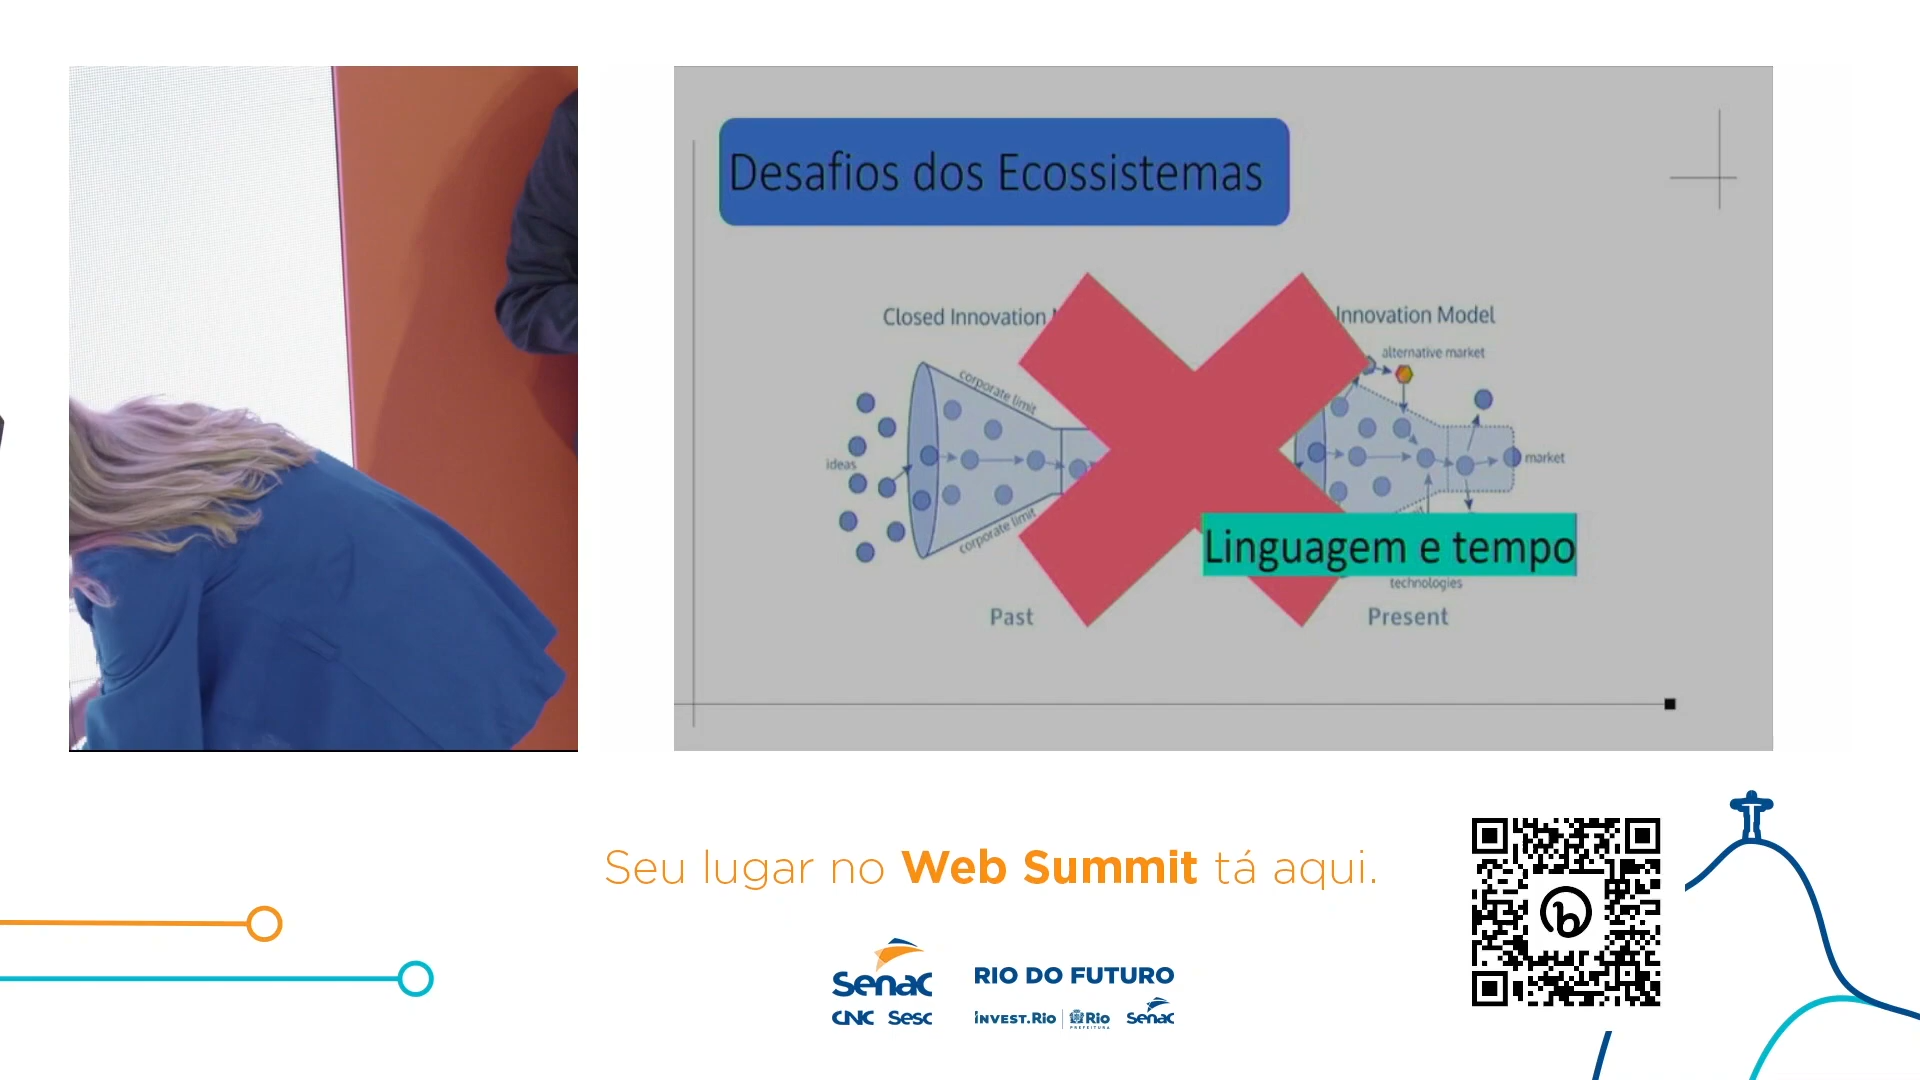 Desafios dos Ecossistemas
Closed Innovation
Innovation Model
alternative market
corporate limit
ideas
market
corporate limit
Linguagem e tempo
technologies
Past
Present
Seu lugar no Web Summit tá aqui.
Senac
CNC Sesc
RIO DO FUTURO
INVEST.Rio
Rio
PREFEITURA
Senac
b